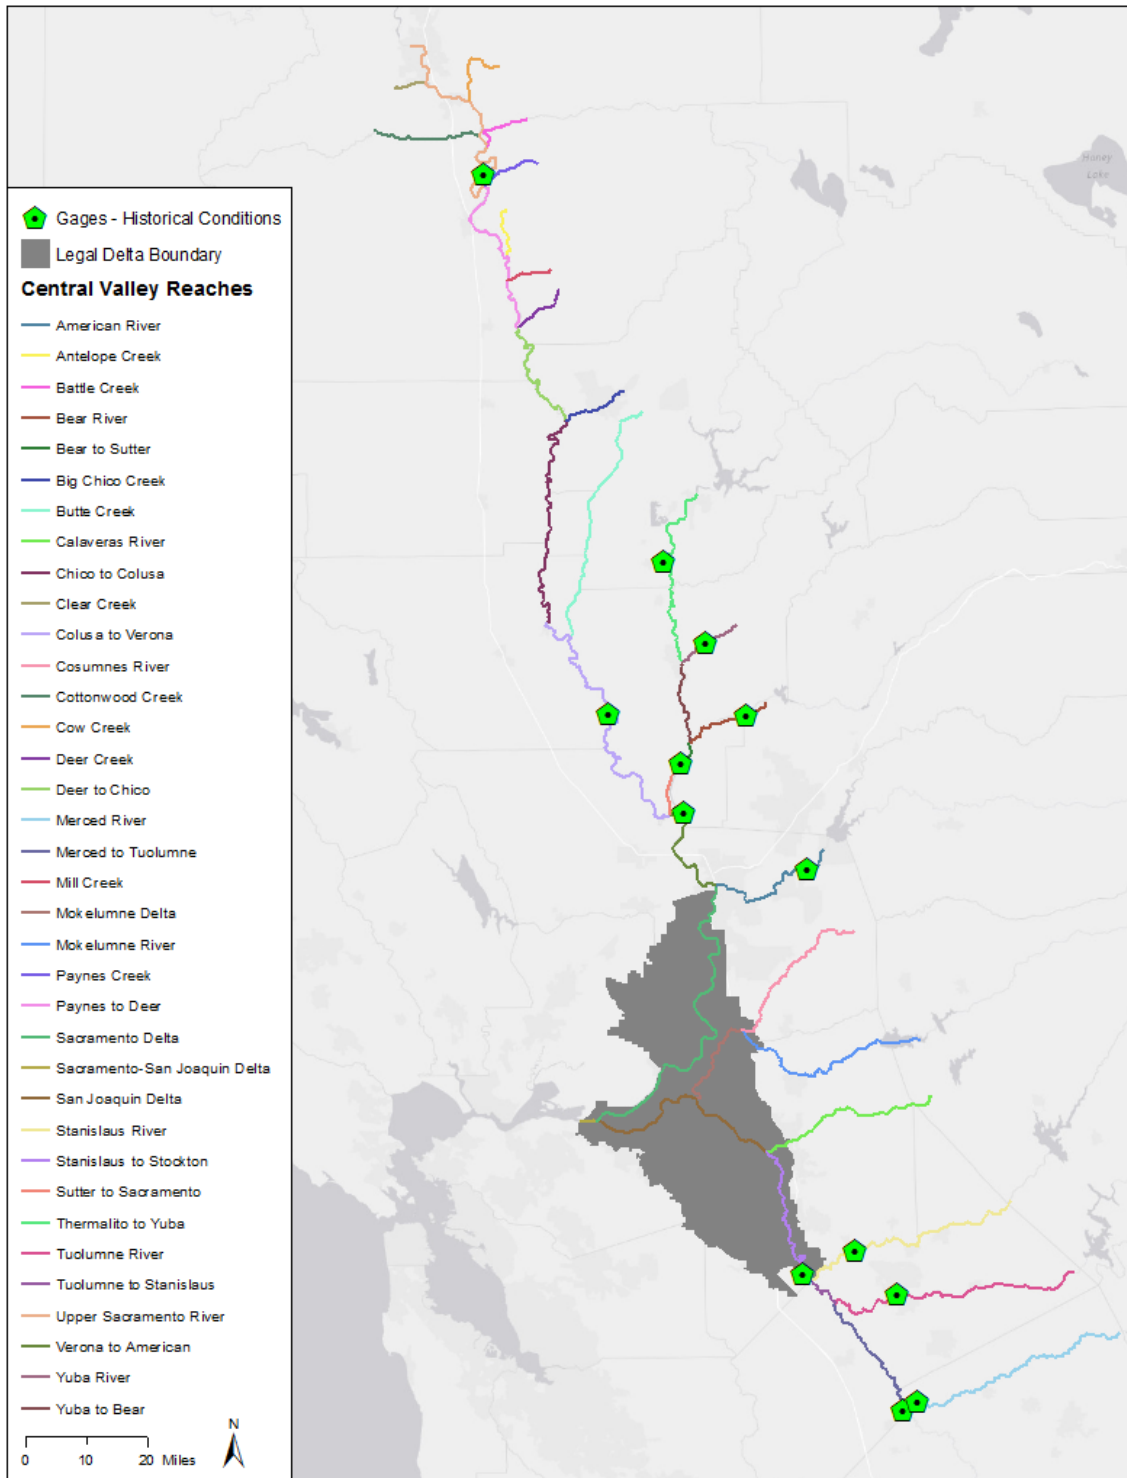 Honey
Lake
Gages - Historical Conditions
Legal Delta Boundary
Central Valley Reaches
American River
Antelope Creek
Battle Creek
Bear River
Bear to Sutter
Big Chico Creek
Butte Creek
Calaveras River
Chico to Colusa
Clear Creek
Colusa to Verona
Cosumnes River
Cottonwood Creek
Cow Creek
Deer Creek
Deer to Chico
Merced River
Merced to Tuolumne
Mill Creek
Mokelumne Delta
Mokelumne River
Paynes Creek
Paynes to Deer
Sacramento Delta
Sacramento-San Joaquin Delta
San Joaquin Delta
Stanislaus River
Stanislaus to Stockton
Sutter to Sacramento
Thermalito to Yuba
Tuolumne River
Tuolumne to Stanislaus
Upper Sacramento River
Verona to American
Yuba River
Yuba to Bear
N
0 10 20 Miles